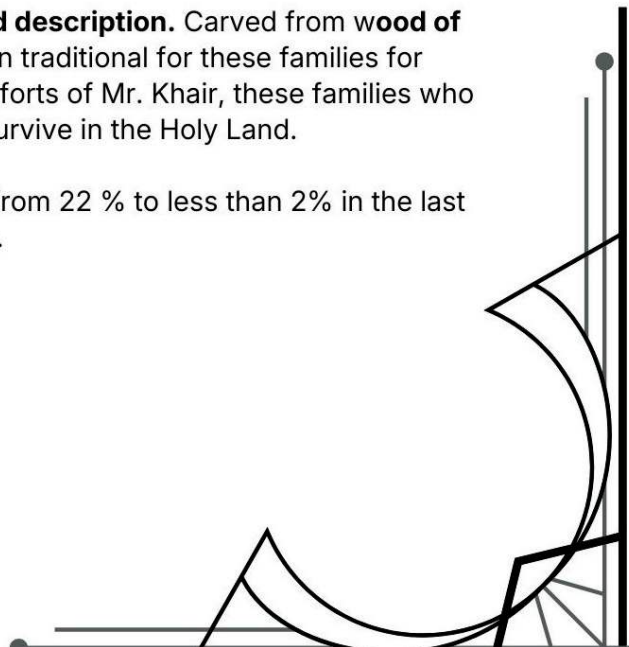 d description. Carved from wood of
n traditional for these families for
forts of Mr. Khair, these families who
urvive in the Holy Land.
rom 22 % to less than 2% in the last
.